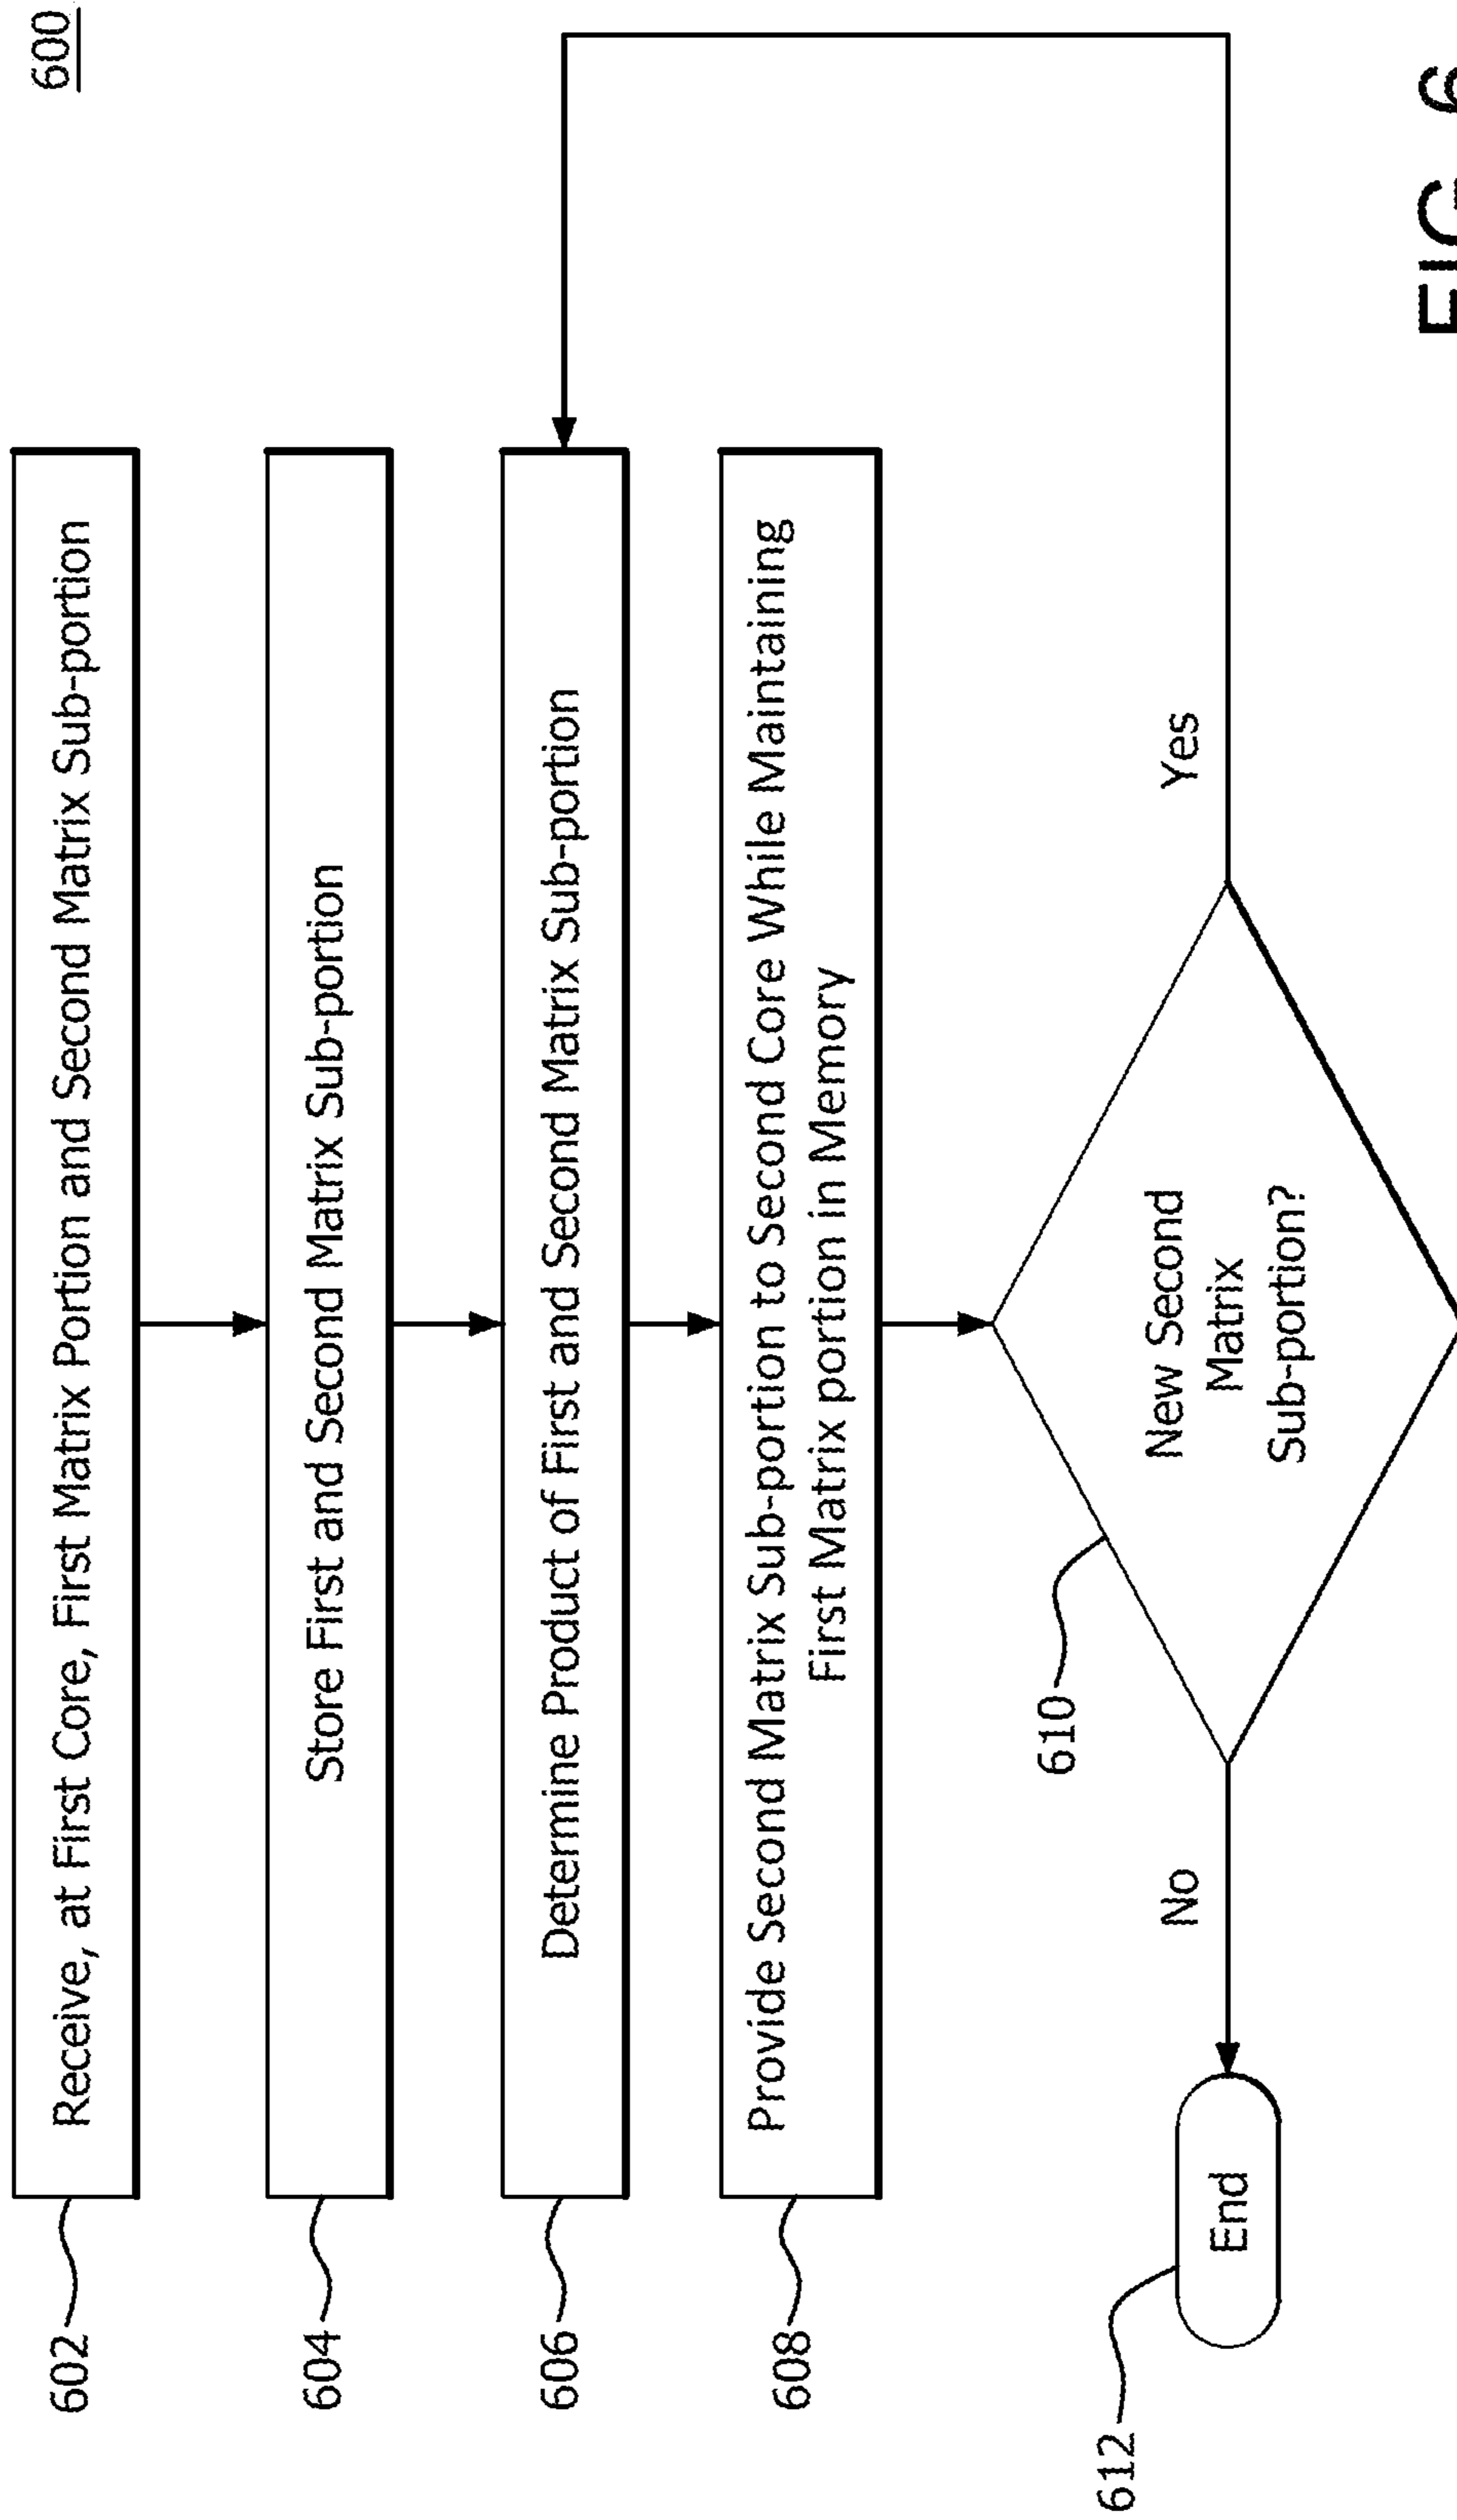 600
602
Receive, at First Core, First Matrix Portion and Second Matrix Sub-portion
604
Store First and Second Matrix Sub-portion
606
Determine Product of First and Second Matrix Sub-portion
608
Provide Second Matrix Sub-portion to Second Core While Maintaining
First Matrix portion in Memory
610
New Second
Matrix
Sub-portion?
Yes
No
612
End
FIG. 6